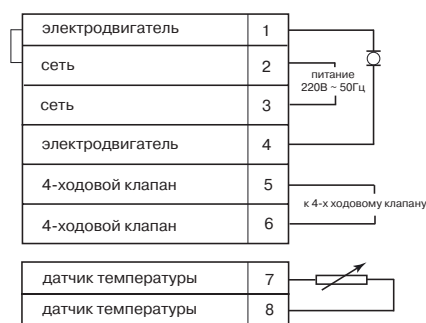 электродвигатель 1
сеть 2
питание
220В ~ 50Гц
сеть 3
электродвигатель 4
4-ходовой клапан 5
к 4-х ходовому клапану
4-ходовой клапан 6
датчик температуры 7
датчик температуры 8